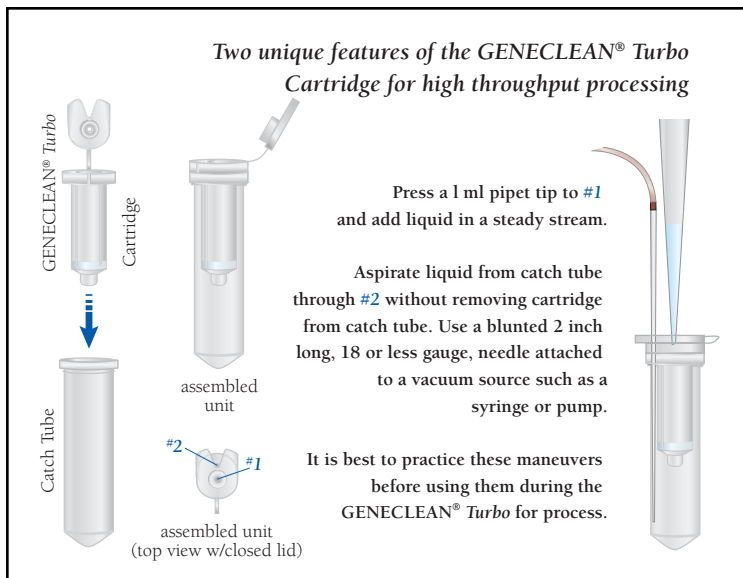 Two unique features of the GENECLEAN® Turbo
Cartridge for high throughput processing
GENECLEAN® Turbo
Cartridge
Catch Tube
assembled
unit
#2
#1
assembled unit
(top view w/closed lid)
Press a l ml pipet tip to #1
and add liquid in a steady stream.
Aspirate liquid from catch tube
through #2 without removing cartridge
from catch tube. Use a blunted 2 inch
long, 18 or less gauge, needle attached
to a vacuum source such as a
syringe or pump.
It is best to practice these maneuvers
before using them during the
GENECLEAN® Turbo for process.